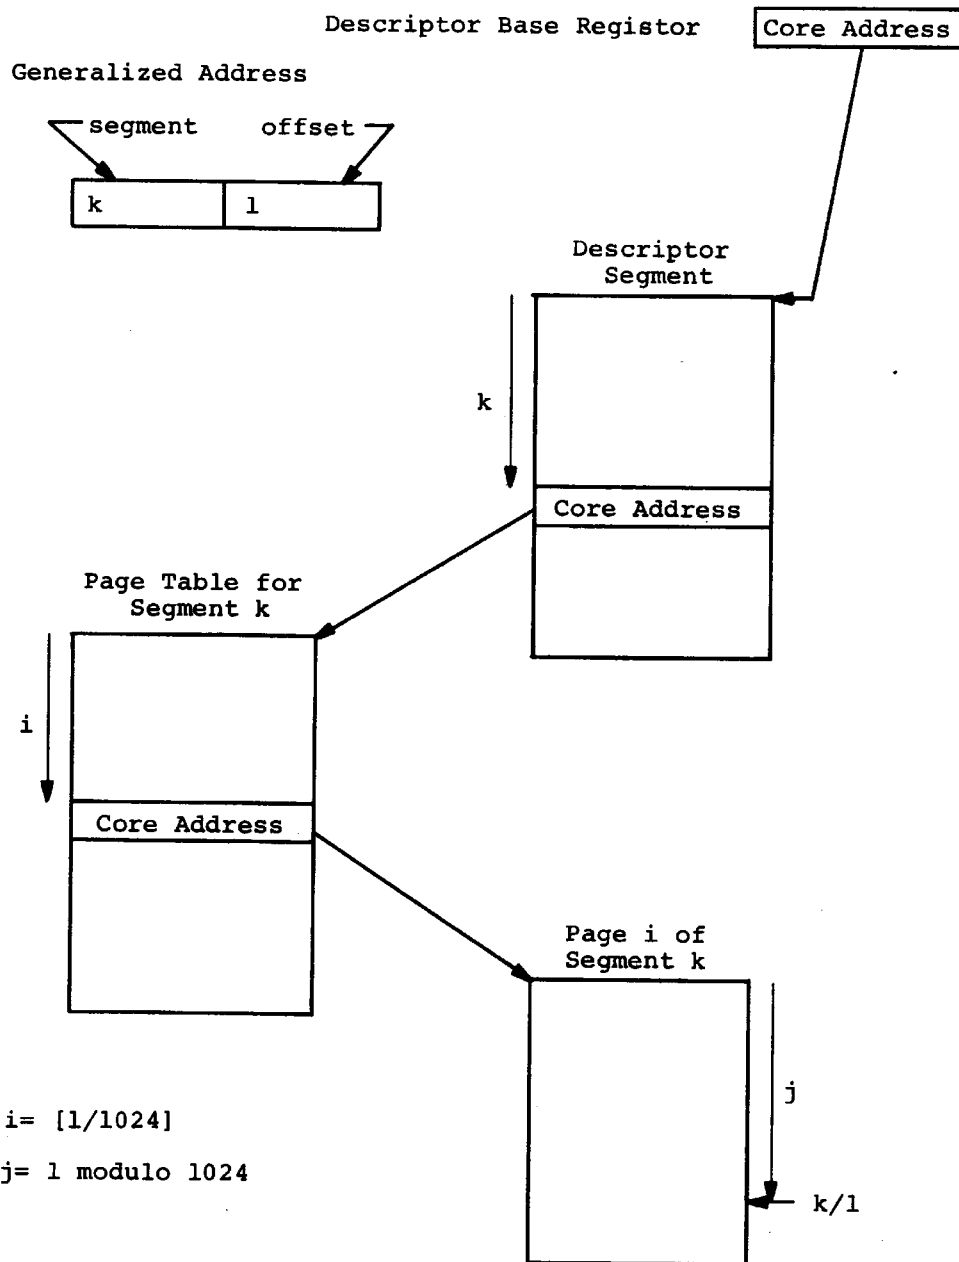 Descriptor Base Registor
Core Address
Generalized Address
segment offset
k l
Descriptor
Segment
k
Core Address
Page Table for
Segment k
i
Core Address
Page i of
Segment k
j
i= [l/1024]
j= l modulo 1024
k/l